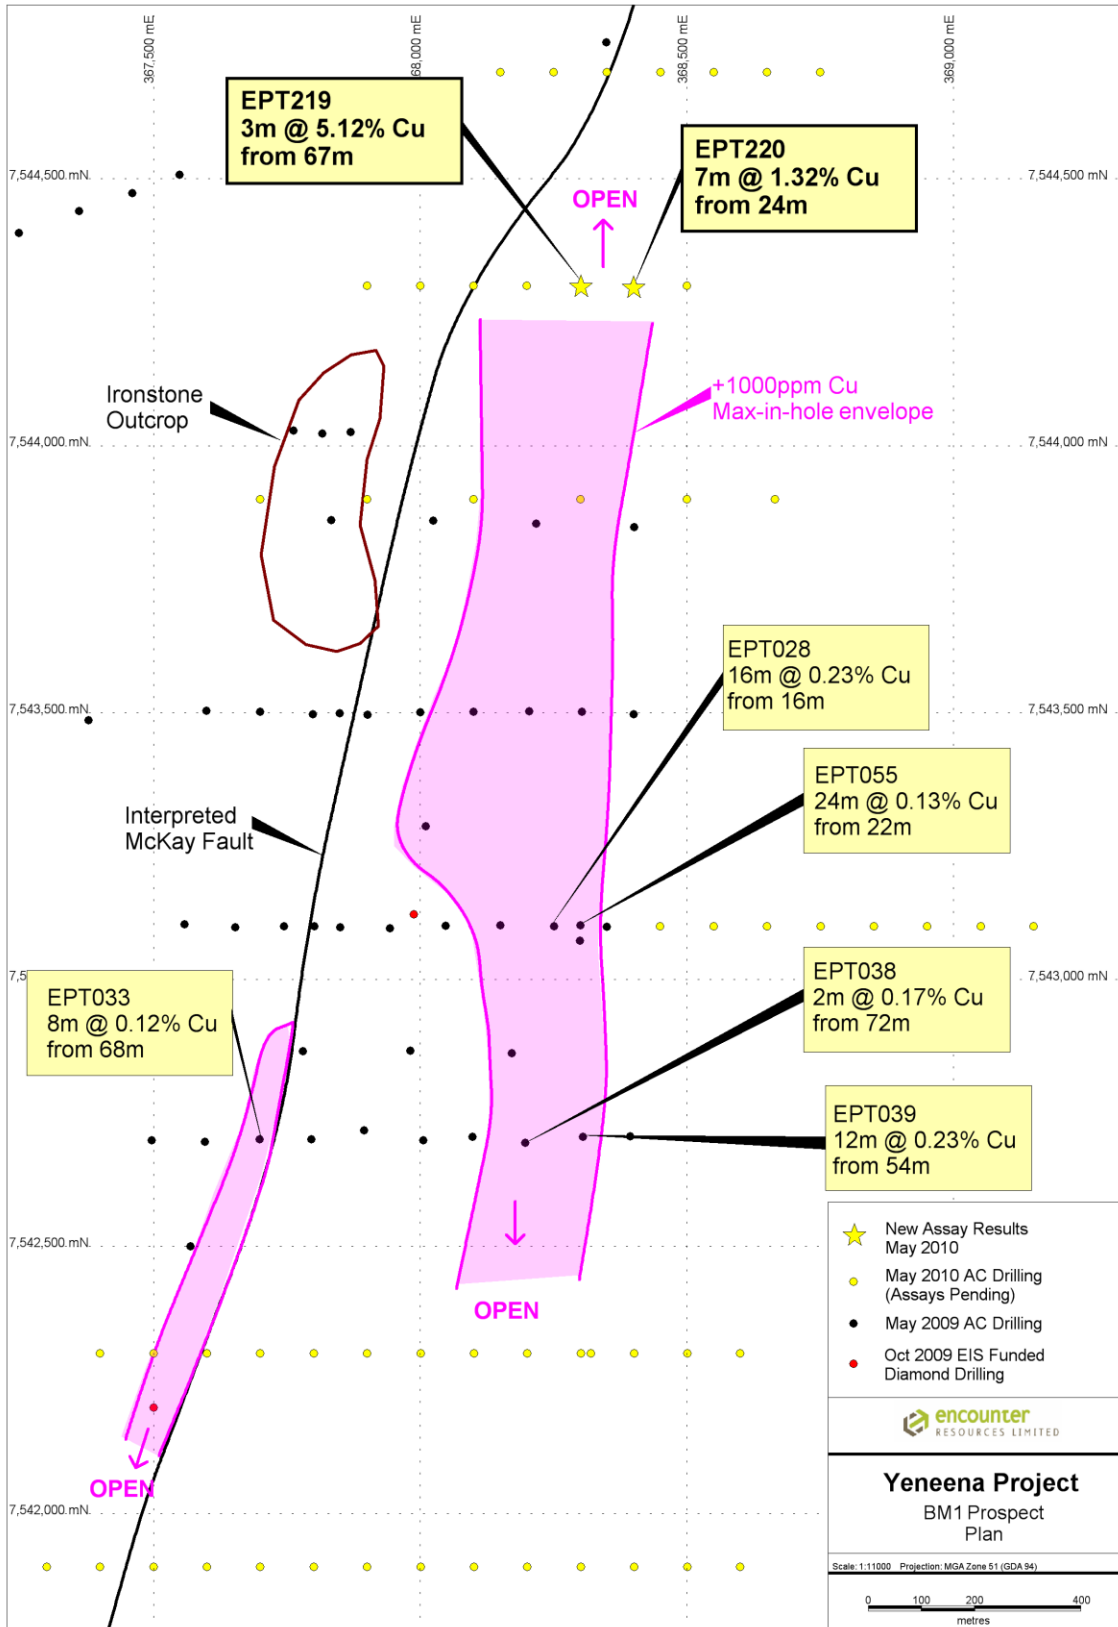 367,500 mE
368,000 mE
368,500 mE
369,000 mE
EPT219
3m @ 5.12% Cu
from 67m
EPT220
7m @ 1.32% Cu
from 24m
7,544,500 mN
7,544,500 mN
OPEN
Ironstone
Outcrop
+1000ppm Cu
Max-in-hole envelope
7,544,000 mN
7,544,000 mN
EPT028
16m @ 0.23% Cu
from 16m
7,543,500 mN
7,543,500 mN
EPT055
24m @ 0.13% Cu
from 22m
Interpreted
McKay Fault
EPT038
2m @ 0.17% Cu
from 72m
7,543,000 mN
EPT033
8m @ 0.12% Cu
from 68m
EPT039
12m @ 0.23% Cu
from 54m
7,542,500 mN
OPEN
New Assay Results
May 2010
May 2010 AC Drilling
(Assays Pending)
May 2009 AC Drilling
Oct 2009 EIS Funded
Diamond Drilling
encounter
RESOURCES LIMITED
OPEN
7,542,000 mN
Yeneena Project
BM1 Prospect
Plan
Scale: 1:11000 Projection: MGA Zone 51 (GDA 94)
0 100 200 400
metres